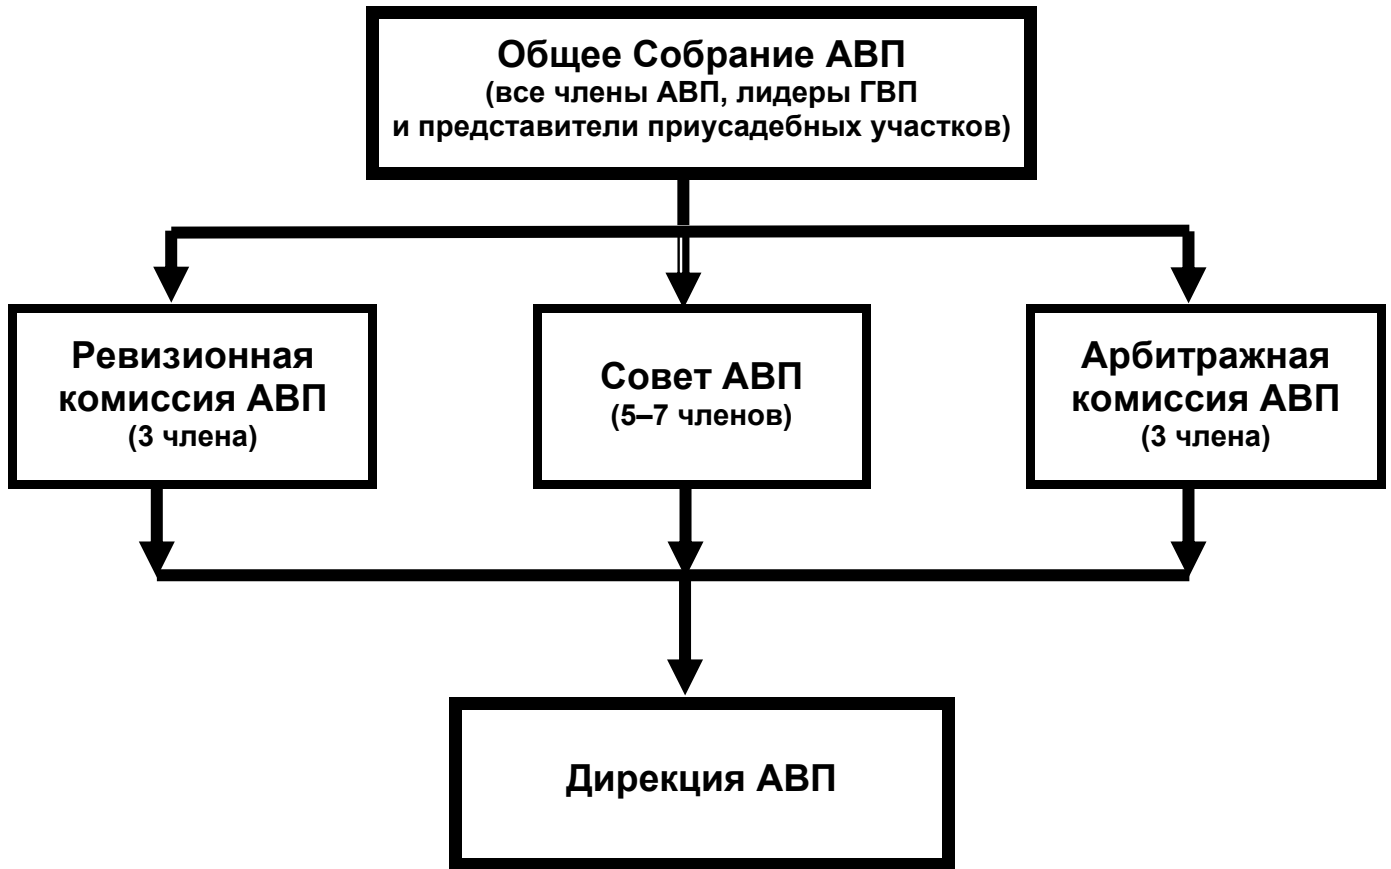 Общее Собрание АВП
(все члены АВП, лидеры ГВП
и представители приусадебных участков)
Ревизионная
комиссия АВП
(3 члена)
Совет АВП
(5–7 членов)
Арбитражная
комиссия АВП
(3 члена)
Дирекция АВП